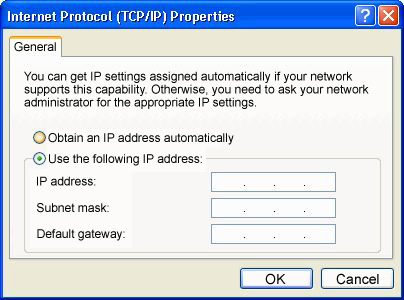 Internet Protocol (TCP/IP) Properties
General
You can get IP settings assigned automatically if your network
supports this capability. Otherwise, you need to ask your network
administrator for the appropriate IP settings.
Obtain an IP address automatically
Use the following IP address:
IP address:
Subnet mask:
Default gateway:
OK
Cancel